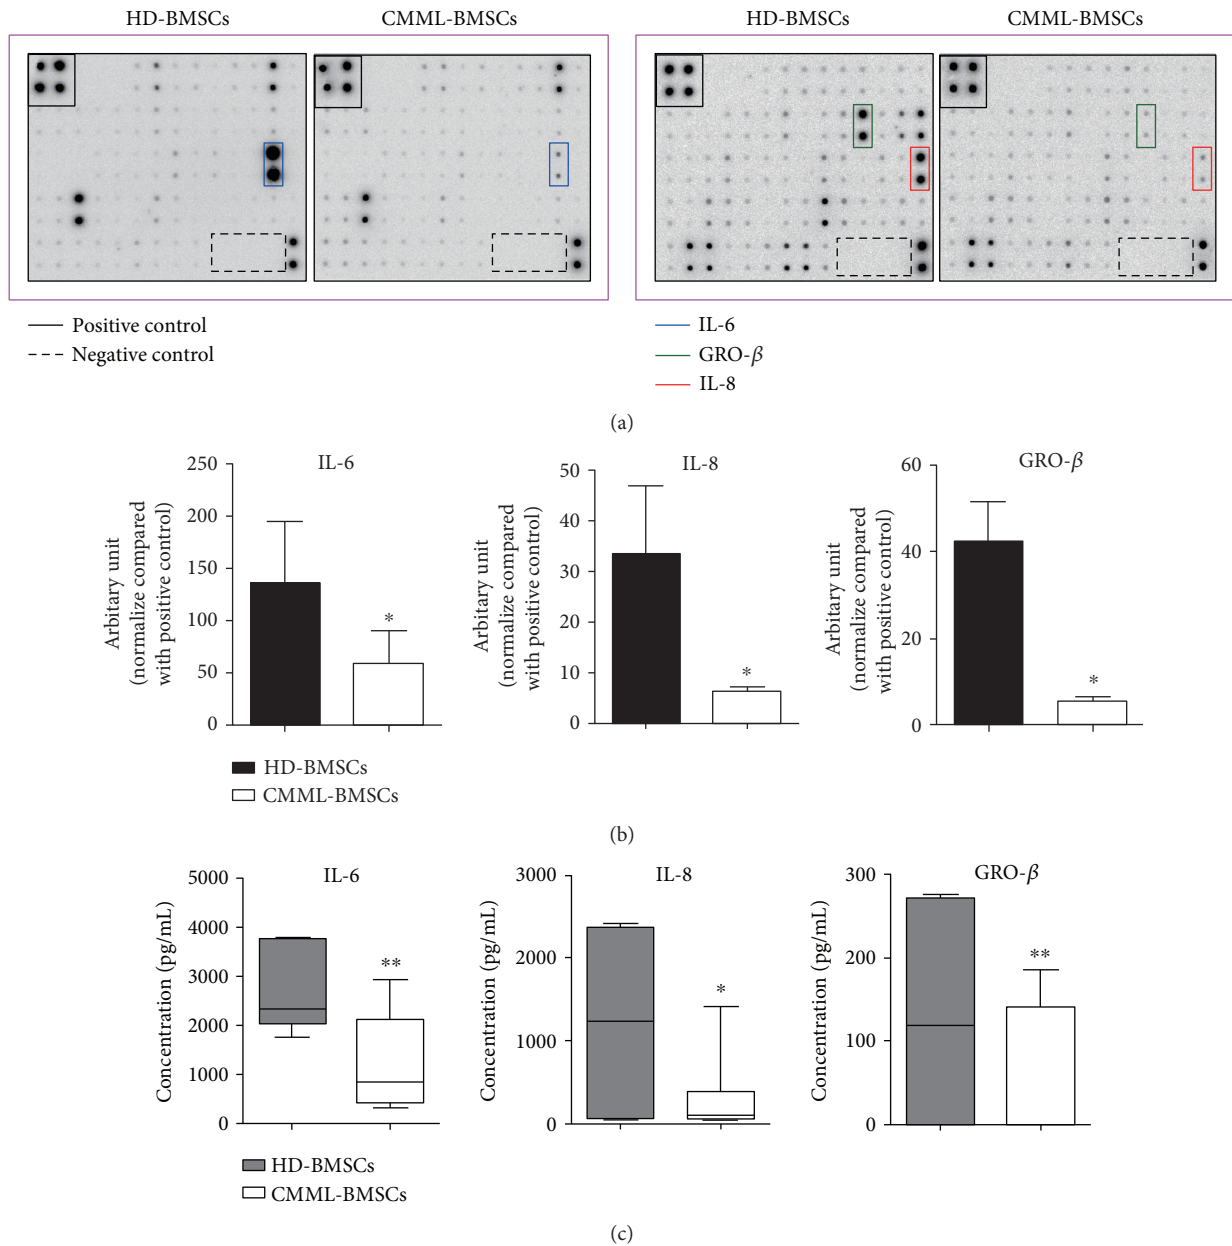 HD-BMSCs
CMML-BMSCs
HD-BMSCs
CMML-BMSCs
Positive control
Negative control
IL-6
GRO-β
IL-8
(a)
IL-6
Arbitary unit
(normalize compared
with positive control)
250
200
150
100
50
0
*
IL-8
Arbitary unit
(normalize compared
with positive control)
50
40
30
20
10
0
*
GRO-β
Arbitary unit
(normalize compared
with positive control)
60
40
20
0
*
HD-BMSCs
CMML-BMSCs
(b)
IL-6
Concentration (pg/mL)
5000
4000
3000
2000
1000
0
**
IL-8
Concentration (pg/mL)
3000
2000
1000
0
*
GRO-β
Concentration (pg/mL)
300
200
100
0
**
HD-BMSCs
CMML-BMSCs
(c)